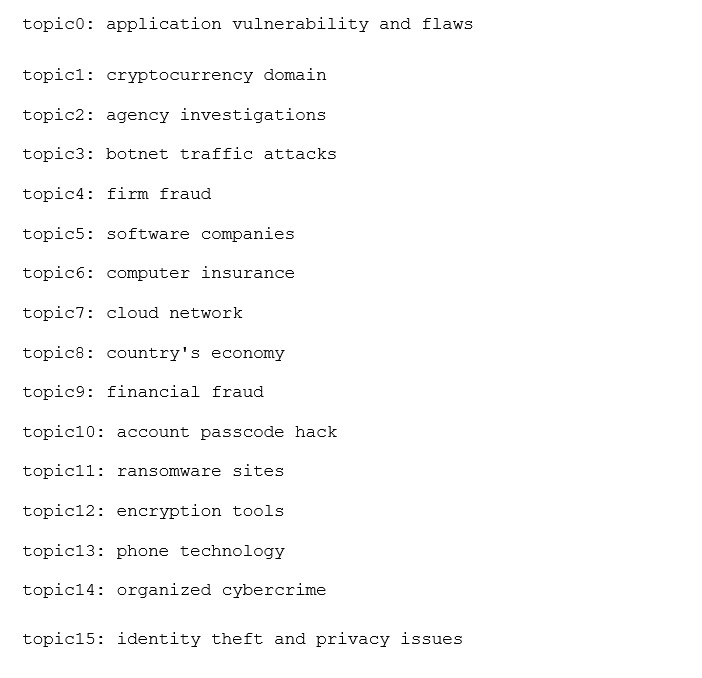 topic0: application vulnerability and flaws
topic1: cryptocurrency domain
topic2: agency investigations
topic3: botnet traffic attacks
topic4: firm fraud
topic5: software companies
topic6: computer insurance
topic7: cloud network
topic8: country's economy
topic9: financial fraud
topic10: account passcode hack
topic11: ransomware sites
topic12: encryption tools
topic13: phone technology
topic14: organized cybercrime
topic15: identity theft and privacy issues